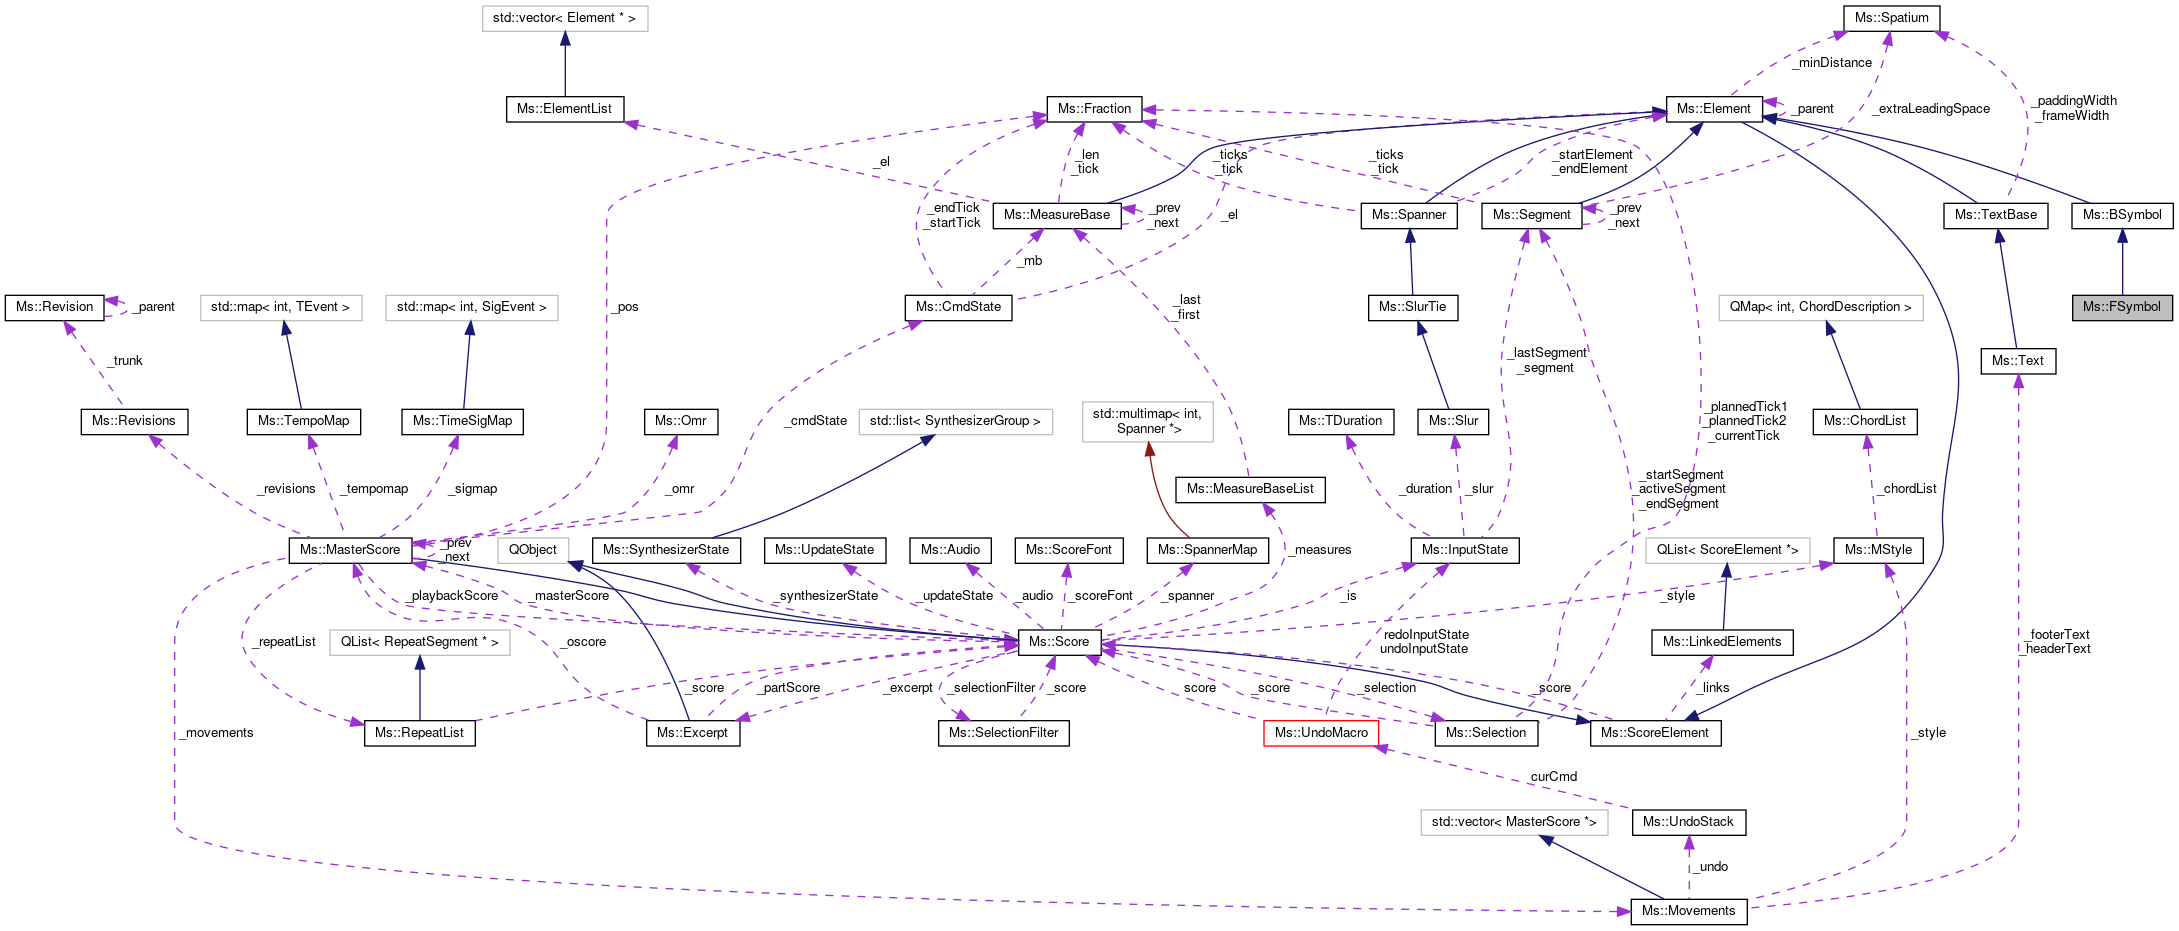 std::vector< Element * >
Ms::Spatium
_minDistance
Ms::ElementList
Ms::Fraction
Ms::Element
_parent
_extraLeadingSpace
_paddingWidth
_frameWidth
_el
_len
_tick
_ticks
_tick
_startElement
_endElement
_ticks
_tick
Ms::MeasureBase
_prev
_next
_endTick
_startTick
_el
Ms::Spanner
Ms::Segment
_prev
_next
Ms::TextBase
Ms::BSymbol
_mb
Ms::Revision
_parent
std::map< int, TEvent >
std::map< int, SigEvent >
_pos
Ms::CmdState
_last
_first
Ms::SlurTie
QMap< int, ChordDescription >
Ms::FSymbol
_trunk
_lastSegment
_segment
Ms::Text
Ms::Revisions
Ms::TempoMap
Ms::TimeSigMap
Ms::Omr
_cmdState
std::list< SynthesizerGroup >
std::multimap< int,
Spanner *>
Ms::TDuration
Ms::Slur
_plannedTick1
_plannedTick2
_currentTick
Ms::ChordList
_revisions
_tempomap
_sigmap
_omr
Ms::MeasureBaseList
_duration
_slur
_startSegment
_activeSegment
_endSegment
_chordList
Ms::MasterScore
_prev
_next
QObject
Ms::SynthesizerState
Ms::UpdateState
Ms::Audio
Ms::ScoreFont
Ms::SpannerMap
_measures
Ms::InputState
QList< ScoreElement *>
Ms::MStyle
_playbackScore
_masterScore
_synthesizerState
_updateState
_audio
_scoreFont
_spanner
_is
_style
_repeatList
QList< RepeatSegment * >
_oscore
Ms::Score
redoInputState
undoInputState
Ms::LinkedElements
_footerText
_headerText
_score
_partScore
_excerpt
_selectionFilter
_score
score
_score
_selection
_score
_links
_movements
Ms::RepeatList
Ms::Excerpt
Ms::SelectionFilter
Ms::UndoMacro
Ms::Selection
Ms::ScoreElement
_style
curCmd
std::vector< MasterScore *>
Ms::UndoStack
_undo
Ms::Movements